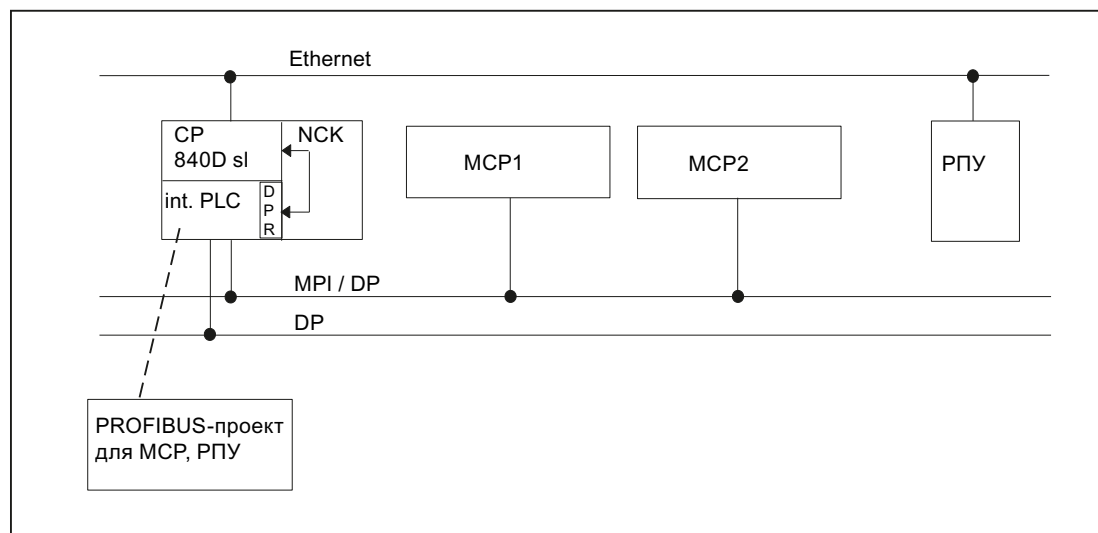 Ethernet
CP
840D sl
NCK
int. PLC
D
P
R
MCP1
MCP2
РПУ
MPI / DP
DP
PROFIBUS-проект
для MCP, РПУ